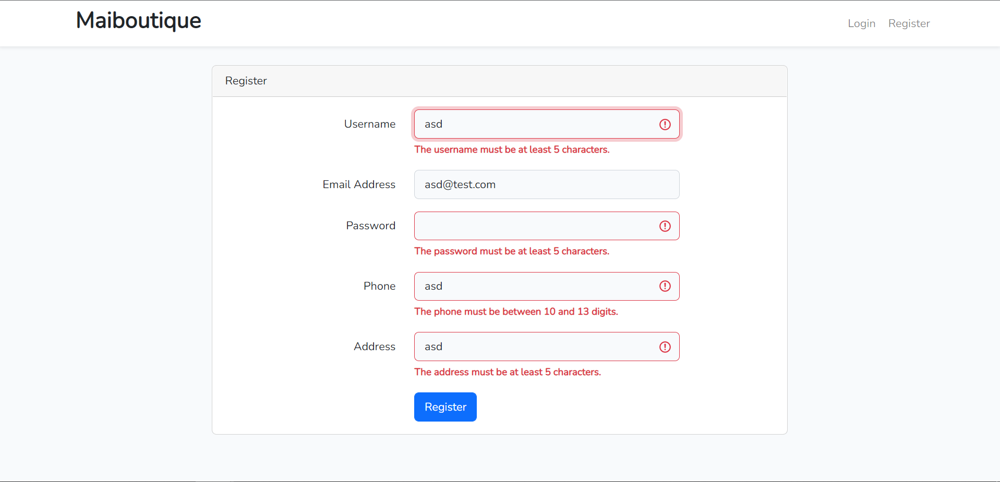 Maiboutique
Login Register
Register
Username asd
The username must be at least 5 characters.
Email Address asd@test.com
Password
The password must be at least 5 characters.
Phone asd
The phone must be between 10 and 13 digits.
Address asd
The address must be at least 5 characters.
Register